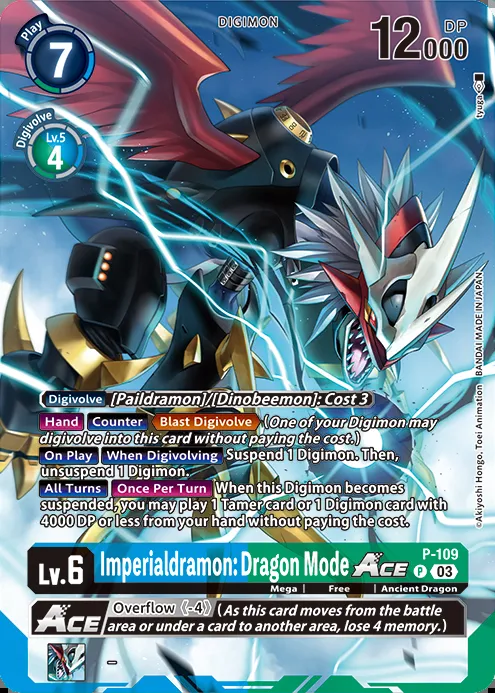 DIGIMON
Play
7
12000
DP
Digivolve
Lv.5
4
tyuga
Digivolve [Paildramon]/[Dinobeemon]: Cost 3
Hand Counter Blast Digivolve (One of your Digimon may
digivolve into this card without paying the cost.)
On Play When Digivolving Suspend 1 Digimon. Then,
unsuspend 1 Digimon.
All Turns Once Per Turn When this Digimon becomes
suspended, you may play 1 Tamer card or 1 Digimon card with
4000 DP or less from your hand without paying the cost.
©Akiyoshi Hongo, Toei Animation BANDAI MADE IN JAPAN
P-109
Lv.6 Imperialdramon: Dragon Mode ACE P 03
Mega | Free | Ancient Dragon
ACE Overflow 《-4》 (As this card moves from the battle
area or under a card to another area, lose 4 memory.)
-